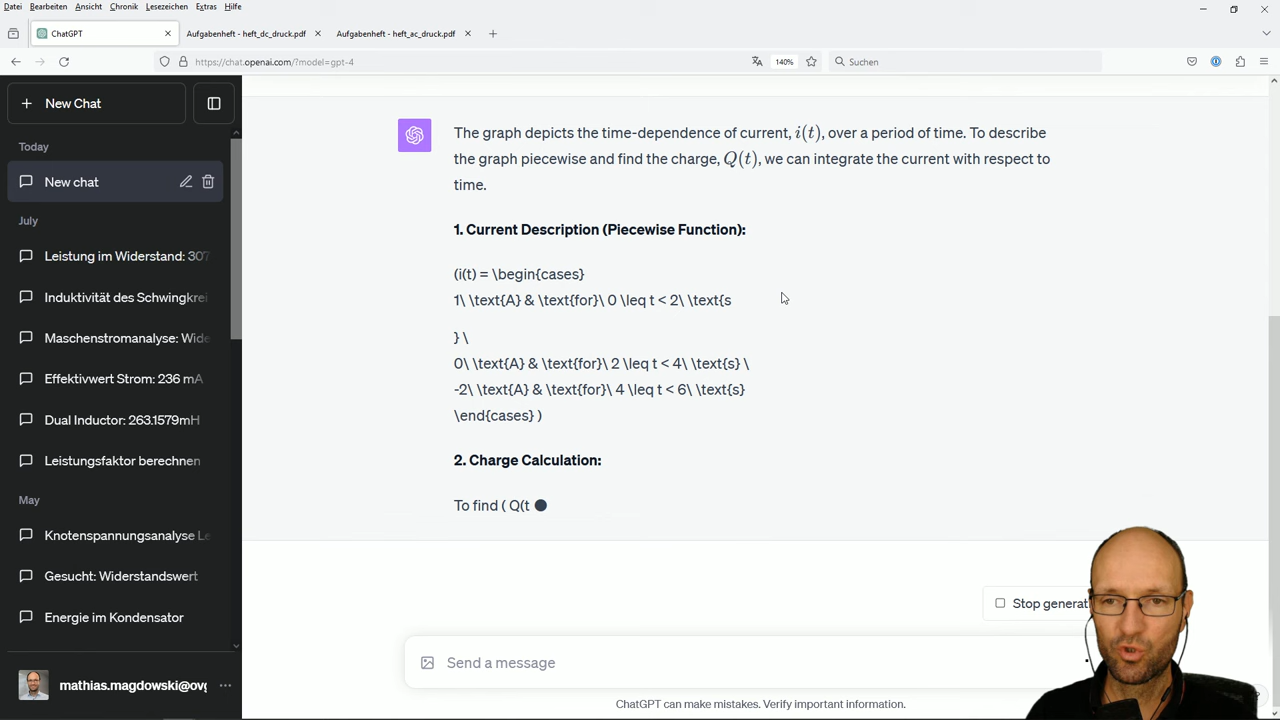 Datei Bearbeiten Ansicht Chronik Lesezeichen Extras Hilfe
ChatGPT
Aufgabenheft - heft_dc_druck.pdf
Aufgabenheft - heft_ac_druck.pdf
https://chat.openai.com/?model=gpt-4
140%
Suchen
New Chat
Today
New chat
July
Leistung im Widerstand: 307
Induktivität des Schwingkrei
Maschenstromanalyse: Wide
Effektivwert Strom: 236 mA
Dual Inductor: 263.1579mH
Leistungsfaktor berechnen
May
Knotenspannungsanalyse Le
Gesucht: Widerstandswert
Energie im Kondensator
mathias.magdowski@ovg
The graph depicts the time-dependence of current, i(t), over a period of time. To describe
the graph piecewise and find the charge, Q(t), we can integrate the current with respect to
time.
1. Current Description (Piecewise Function):
(i(t) = \begin{cases}
1\ \text{A} & \text{for}\ 0 \leq t < 2\ \text{s
} \
0\ \text{A} & \text{for}\ 2 \leq t < 4\ \text{s} \
-2\ \text{A} & \text{for}\ 4 \leq t < 6\ \text{s}
\end{cases} )
2. Charge Calculation:
To find ( Q(t
Stop generat
Send a message
ChatGPT can make mistakes. Verify important information.